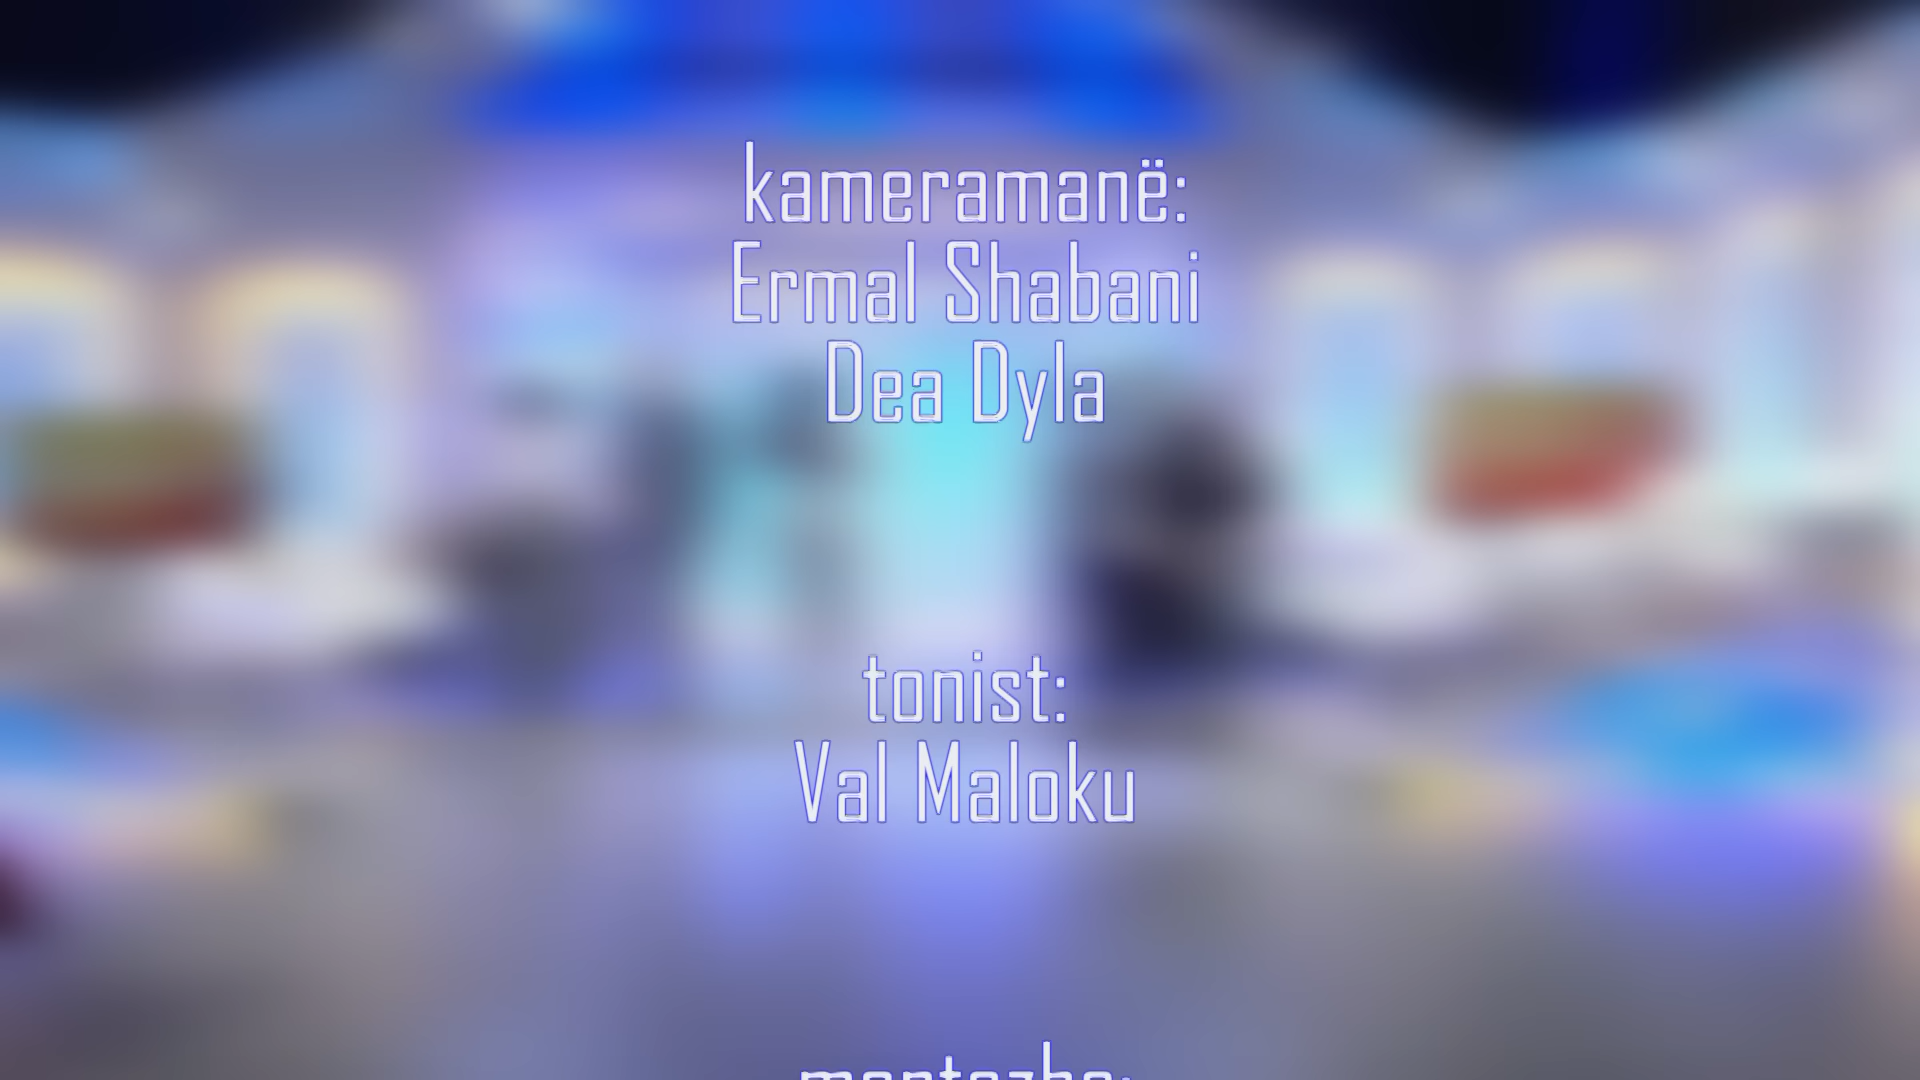 kameramanë:
Ermal Shabani
Dea Dyla
tonist:
Val Maloku